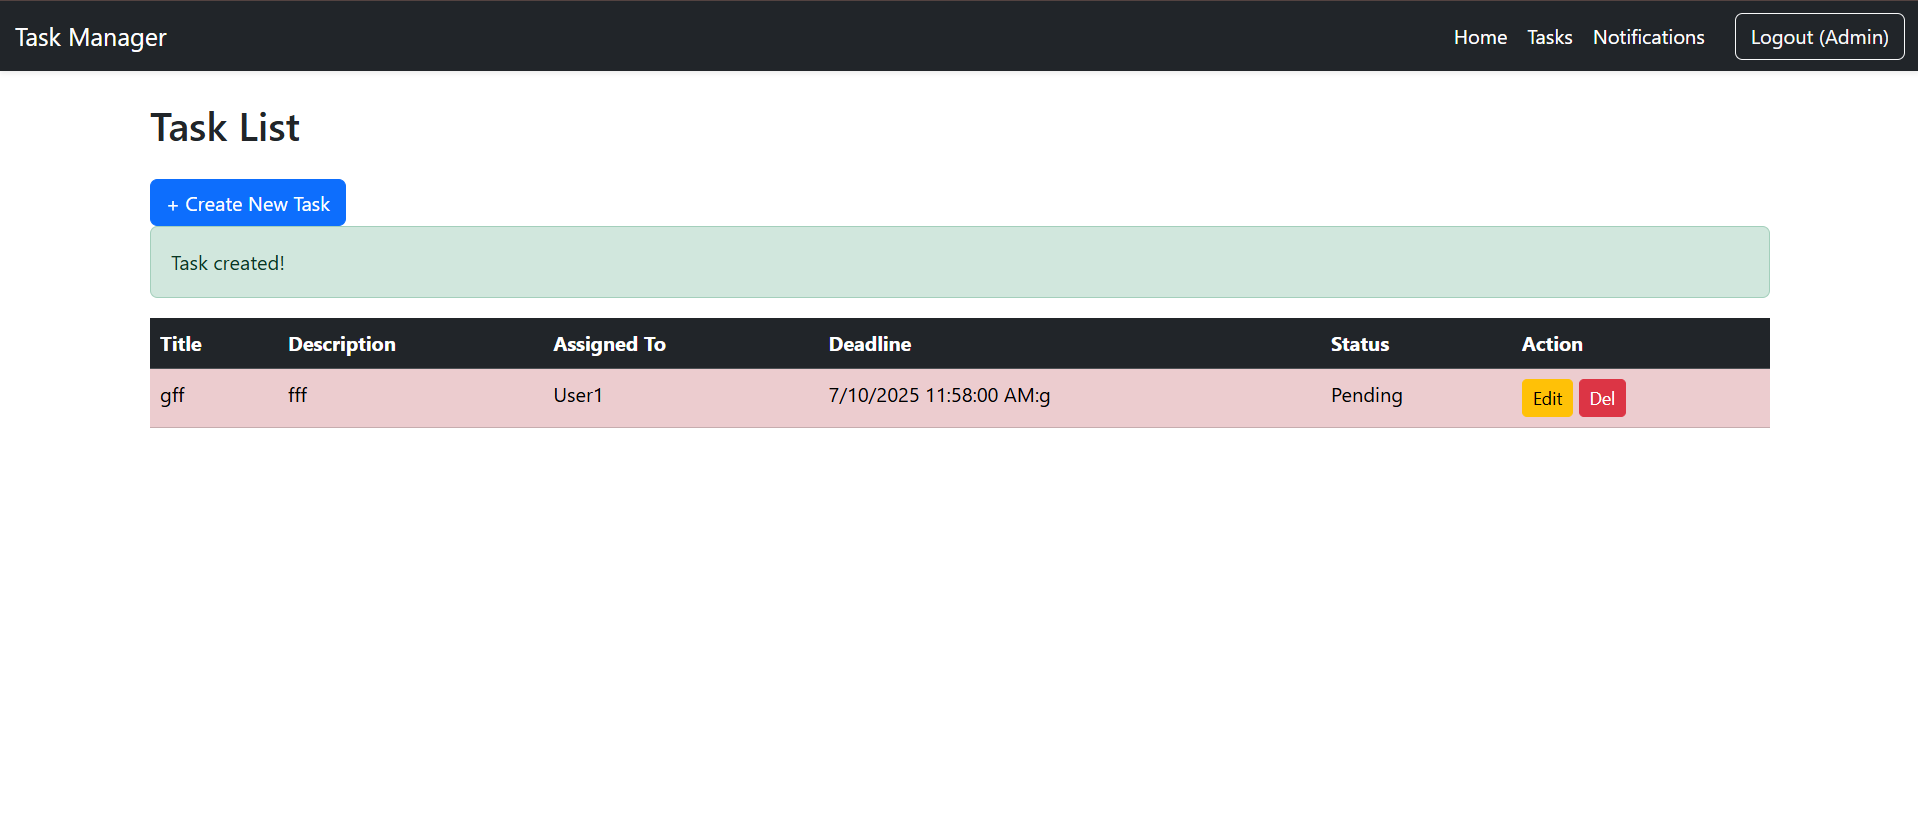 Task Manager Home Tasks Notifications Logout (Admin)
Task List
+ Create New Task
Task created!
Title Description Assigned To Deadline Status Action
gff fff User1 7/10/2025 11:58:00 AM:g Pending Edit Del